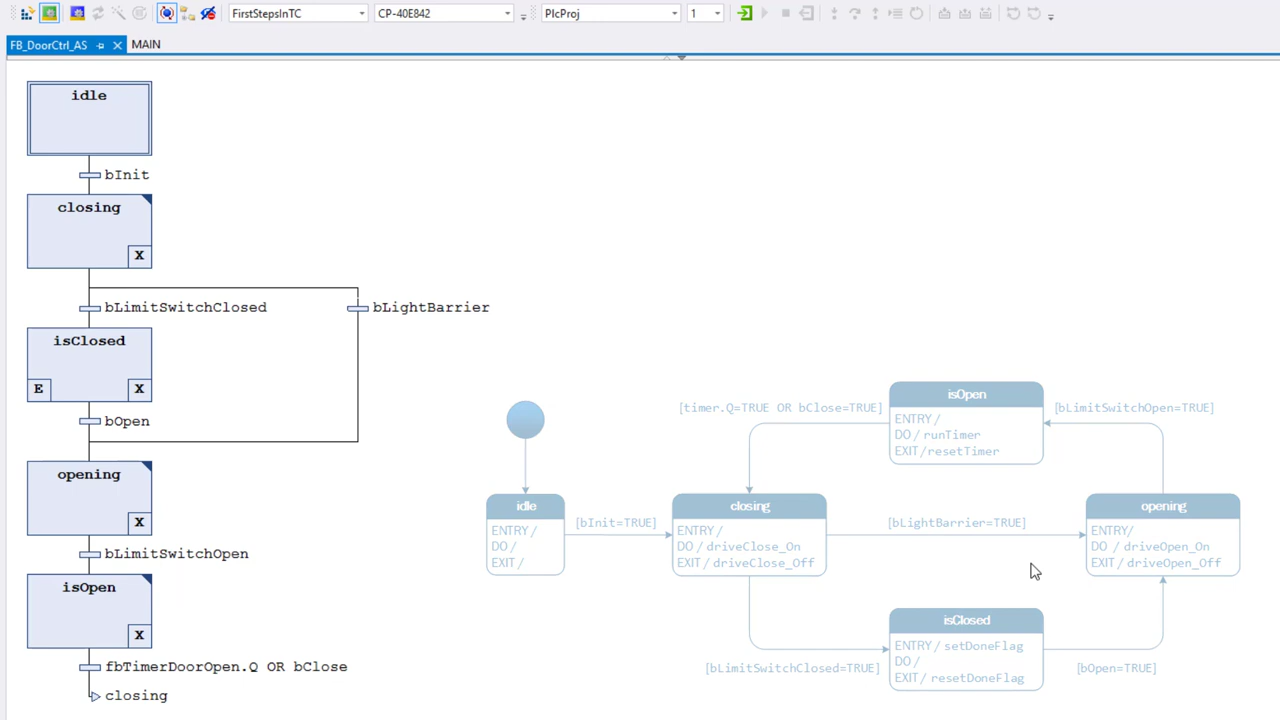 FirstStepsInTC CP-40E842 PlcProj 1
FB_DoorCtrl_AS MAIN
idle
bInit
closing
X
bLimitSwitchClosed bLightBarrier
isClosed
E X
bOpen
opening
X
bLimitSwitchOpen
isOpen
X
fbTimerDoorOpen.Q OR bClose
closing
[timer.Q=TRUE OR bClose=TRUE]
isOpen
ENTRY /
DO / runTimer
EXIT/resetTimer
[bLimitSwitchOpen=TRUE]
idle
ENTRY /
DO /
EXIT /
[bInit=TRUE]
closing
ENTRY /
DO / driveClose_On
EXIT / driveClose_Off
[bLightBarrier=TRUE]
opening
ENTRY/
DO / driveOpen_On
EXIT / driveOpen_Off
[bLimitSwitchClosed=TRUE]
isClosed
ENTRY / setDoneFlag
DO /
EXIT / resetDoneFlag
[bOpen=TRUE]